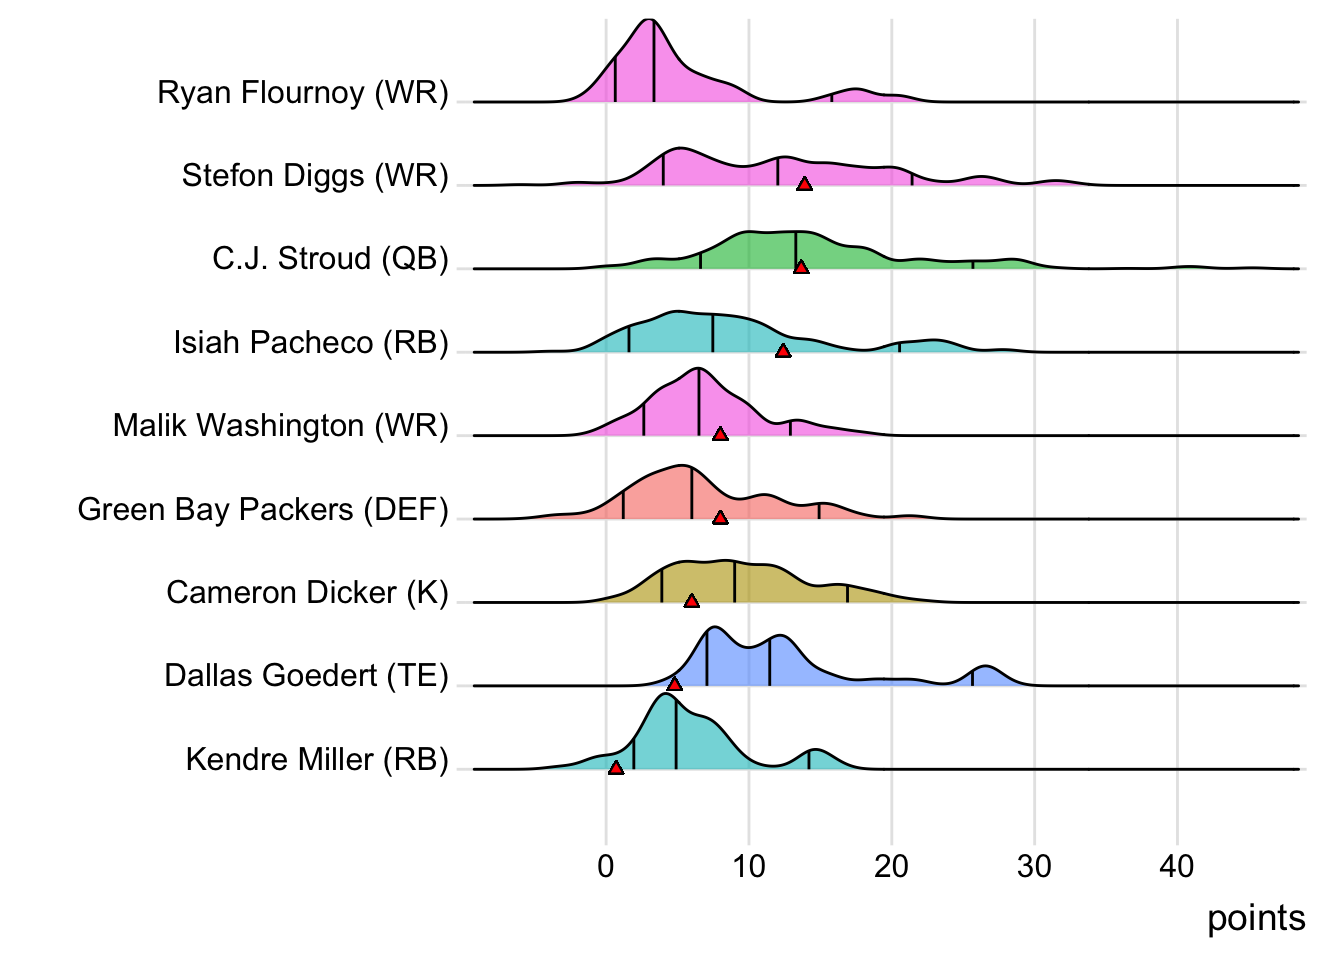 Ryan Flournoy (WR)
Stefon Diggs (WR)
C.J. Stroud (QB)
Isiah Pacheco (RB)
Malik Washington (WR)
Green Bay Packers (DEF)
Cameron Dicker (K)
Dallas Goedert (TE)
Kendre Miller (RB)
0 10 20 30 40
points